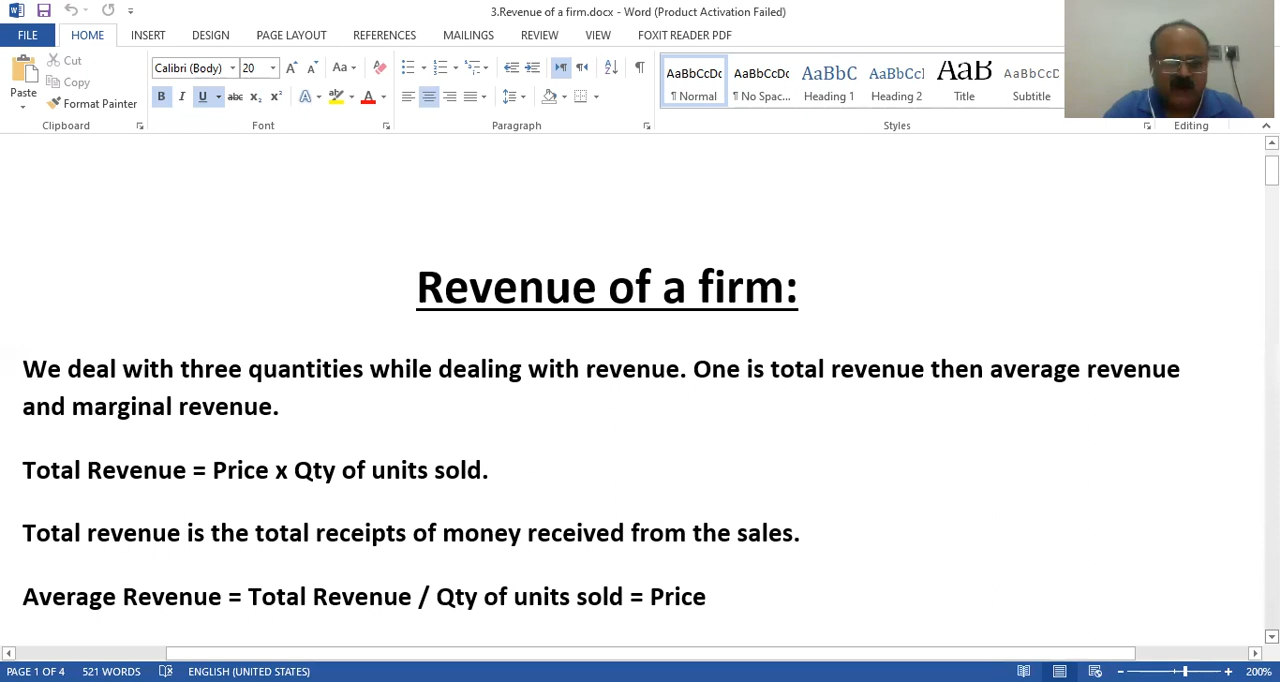 3.Revenue of a firm.docx - Word (Product Activation Failed)
FILE HOME INSERT DESIGN PAGE LAYOUT REFERENCES MAILINGS REVIEW VIEW FOXIT READER PDF
Cut
Copy
Format Painter
Paste
Calibri (Body) 20
Aa
B I U abc x₂ x² A A
AaBbCcDc AaBbCcDc AaBbC AaBbCcl AaB AaBbCcD
¶ Normal ¶ No Spac... Heading 1 Heading 2 Title Subtitle
Clipboard Font Paragraph Styles Editing
Revenue of a firm:
We deal with three quantities while dealing with revenue. One is total revenue then average revenue
and marginal revenue.
Total Revenue = Price x Qty of units sold.
Total revenue is the total receipts of money received from the sales.
Average Revenue = Total Revenue / Qty of units sold = Price
PAGE 1 OF 4 521 WORDS ENGLISH (UNITED STATES) 200%